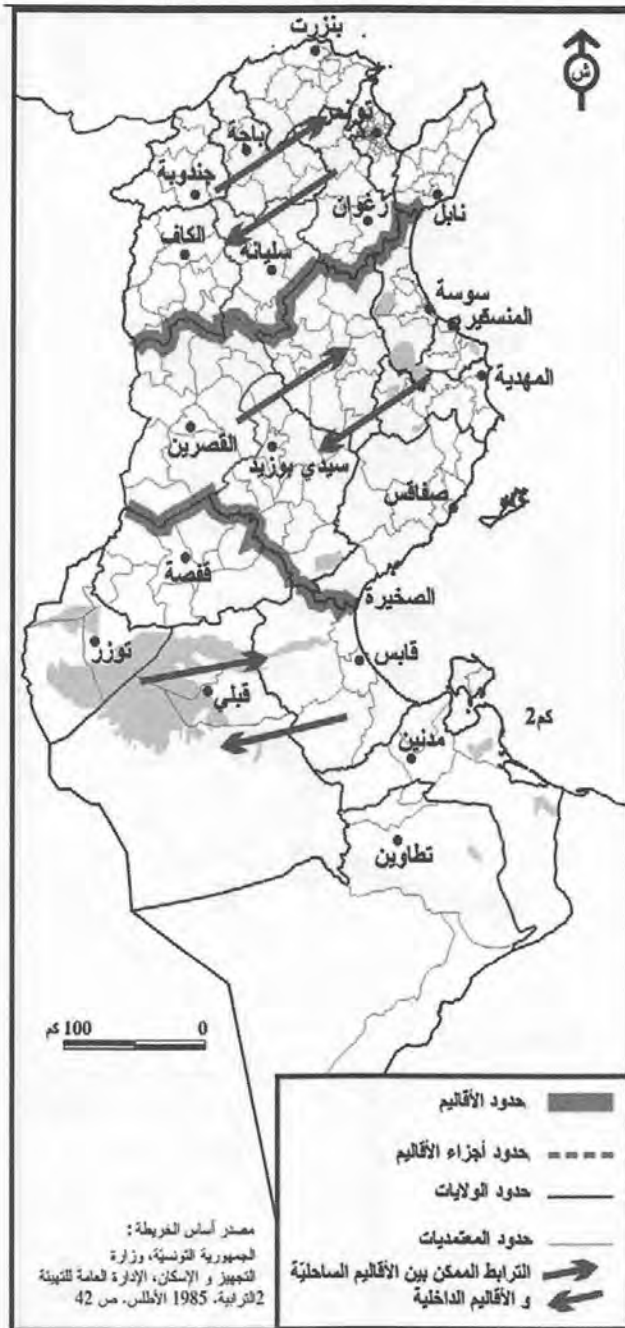 بنزرت
ش
تونس
باجة
جندوبة
زغوان
نابل
الكاف
سليانة
سوسة
المنستير
المهدية
القصرين
سيدي بوزيد
صفاقس
قفصة
الصخيرة
توزر
قابس
قبلي
كم2
مدنين
تطاوين
100 كم 0
حدود الأقاليم
حدود أجزاء الأقاليم
حدود الولايات
حدود المعتمديات
الترابط الممكن بين الأقاليم الساحليّة
و الأقاليم الداخلية
مصدر أساس الخريطة :
الجمهورية التونسيّة، وزارة
التجهيز و الإسكان، الإدارة العامة للتهيئة
2الترابية. 1985 الأطلس. ص 42